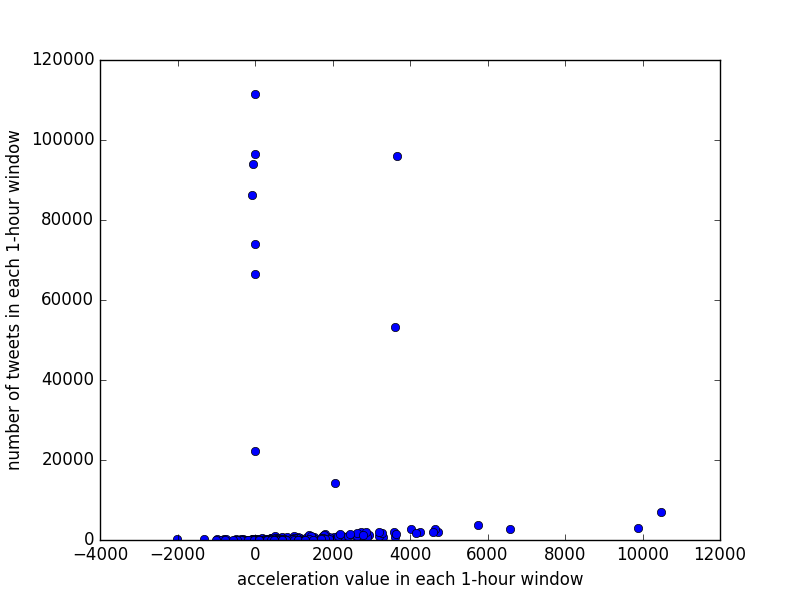 120000
100000
80000
60000
40000
20000
0
number of tweets in each 1-hour window
−4000 −2000 0 2000 4000 6000 8000 10000 12000
acceleration value in each 1-hour window